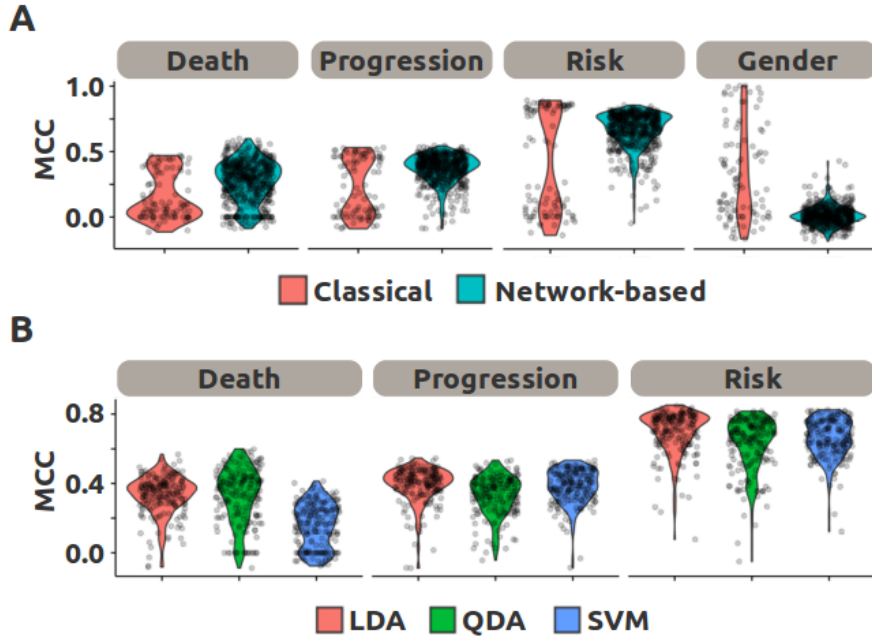 A
Death Progression Risk Gender
MCC
1.0
0.5
0.0
Classical Network-based
B
Death Progression Risk
MCC
0.8
0.4
0.0
LDA QDA SVM